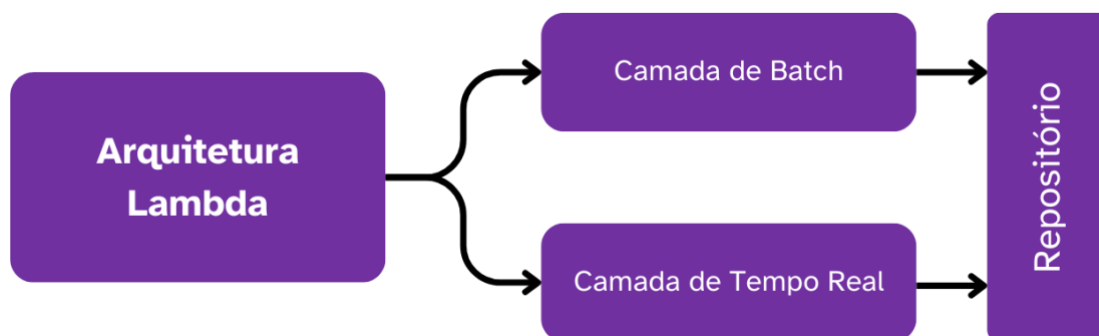 Arquitetura
Lambda
Camada de Batch
Camada de Tempo Real
Repositório